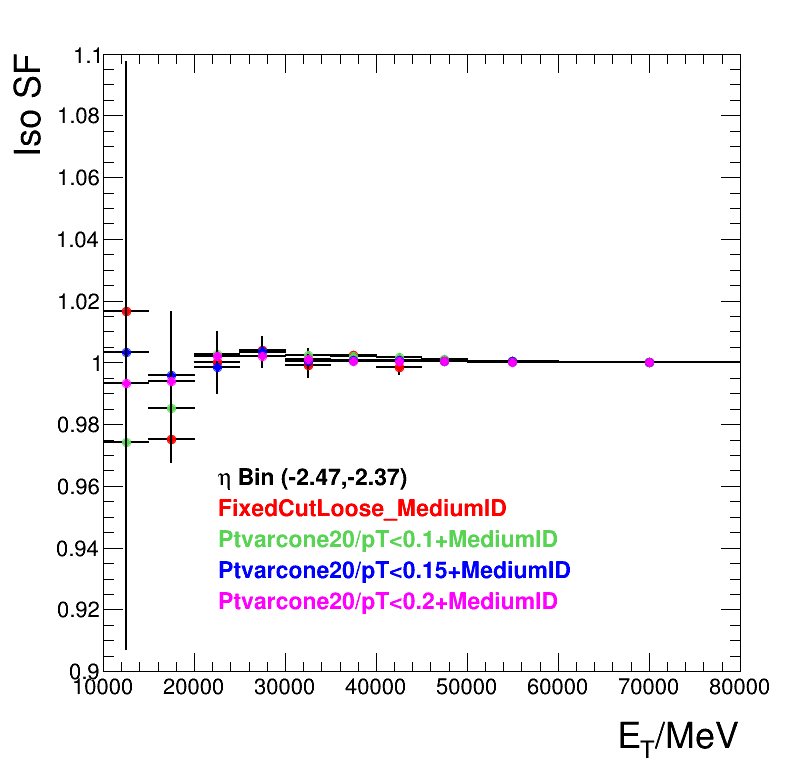 Iso SF
1.1
1.08
1.06
1.04
1.02
1
0.98
0.96
0.94
0.92
0.9
η Bin (-2.47,-2.37)
FixedCutLoose_MediumID
Ptvarcone20/pT<0.1+MediumID
Ptvarcone20/pT<0.15+MediumID
Ptvarcone20/pT<0.2+MediumID
10000 20000 30000 40000 50000 60000 70000 80000
E_T/MeV